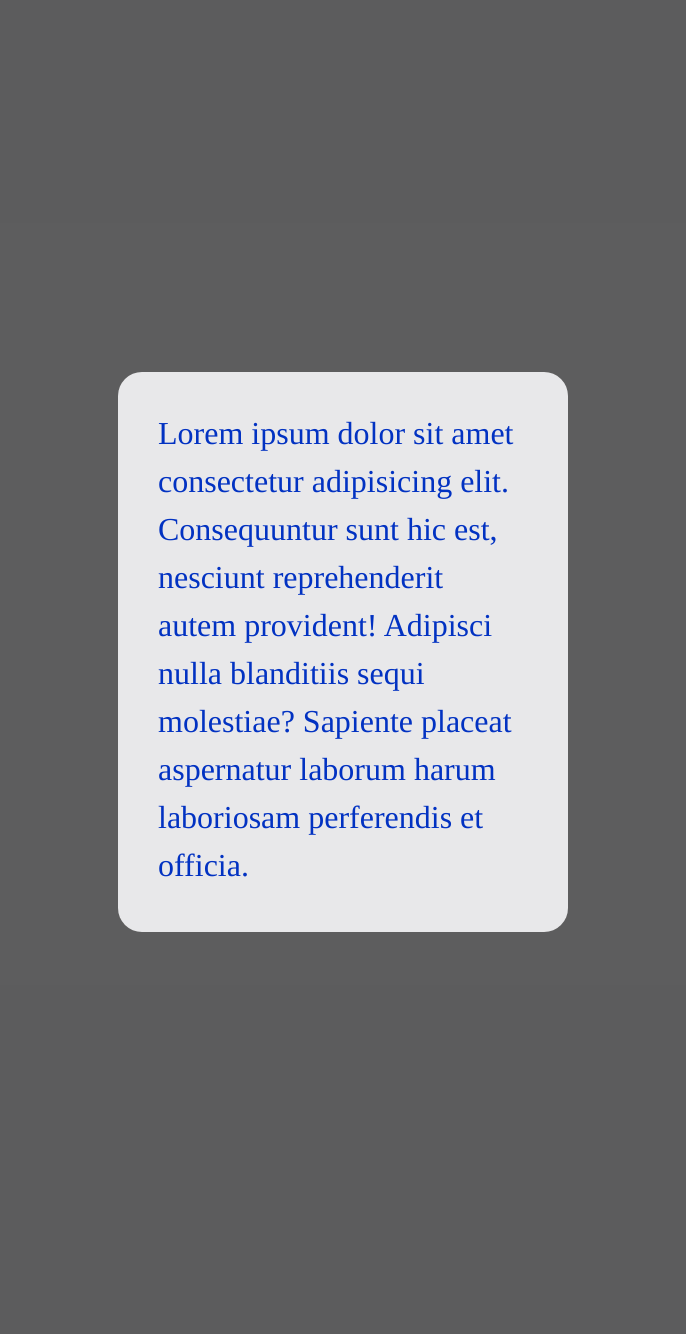 Lorem ipsum dolor sit amet
consectetur adipisicing elit.
Consequuntur sunt hic est,
nesciunt reprehenderit
autem provident! Adipisci
nulla blanditiis sequi
molestiae? Sapiente placeat
aspernatur laborum harum
laboriosam perferendis et
officia.